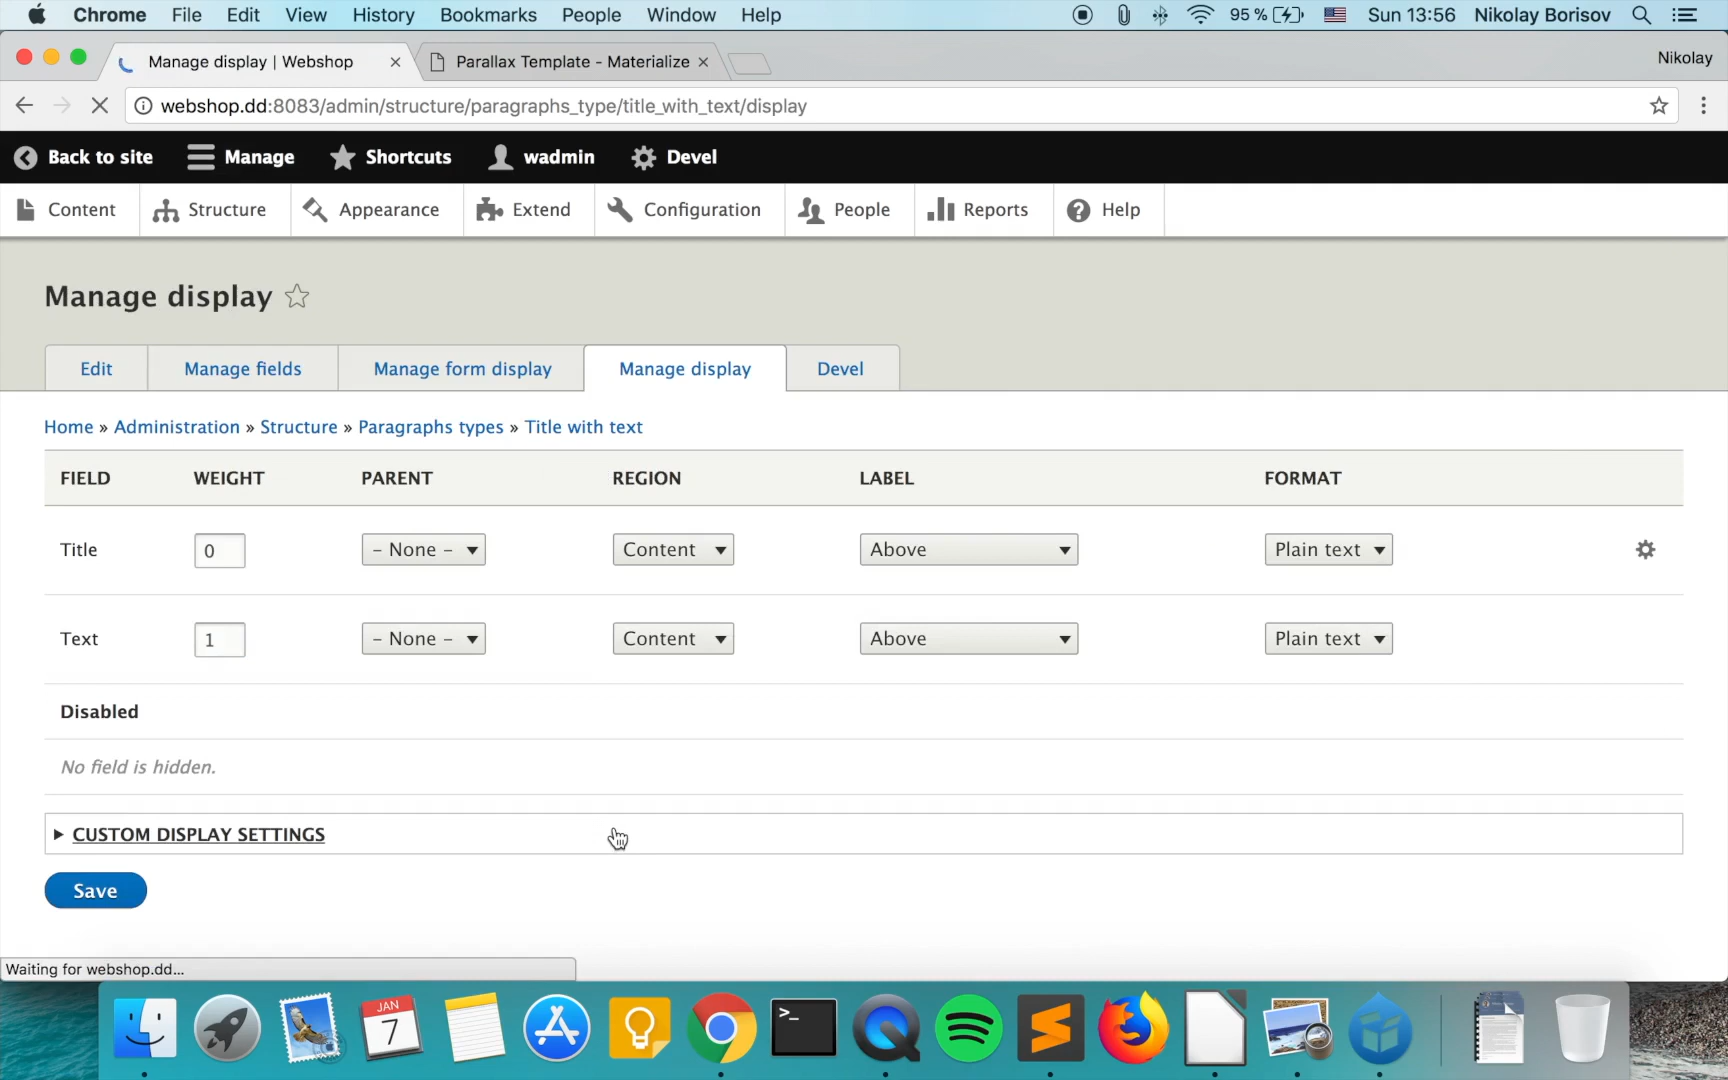 Chrome File Edit View History Bookmarks People Window Help 95 % Sun 13:56 Nikolay Borisov
Manage display | Webshop Parallax Template - Materialize Nikolay
webshop.dd:8083/admin/structure/paragraphs_type/title_with_text/display
Back to site Manage Shortcuts wadmin Devel
Content Structure Appearance Extend Configuration People Reports Help
Manage display
Edit Manage fields Manage form display Manage display Devel
Home » Administration » Structure » Paragraphs types » Title with text
FIELD WEIGHT PARENT REGION LABEL FORMAT
Title 0 - None - Content Above Plain text
Text 1 - None - Content Above Plain text
Disabled
No field is hidden.
CUSTOM DISPLAY SETTINGS
Save
Waiting for webshop.dd...
JAN
7
>_